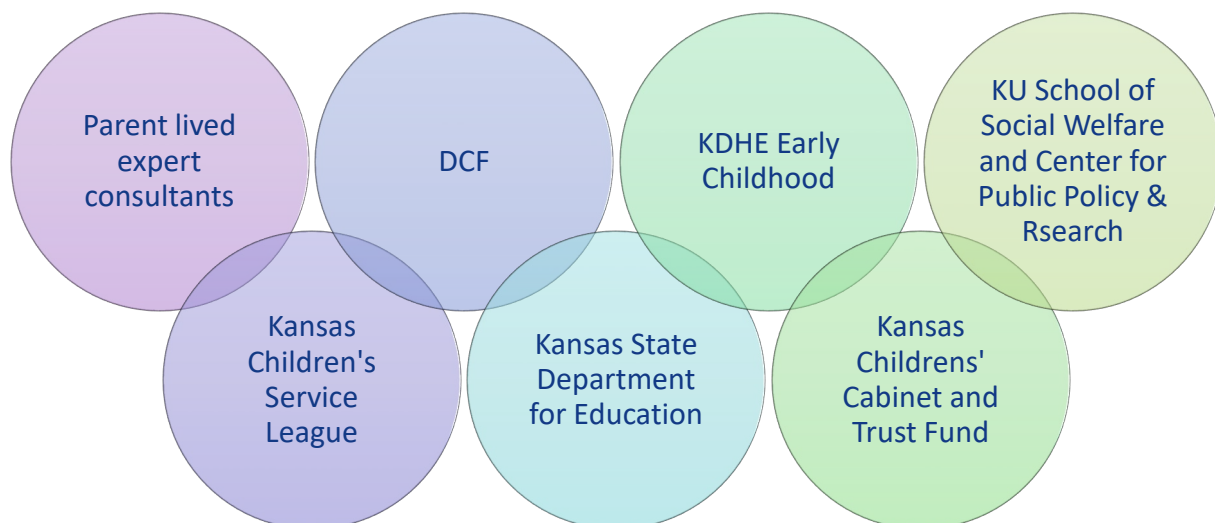 Parent lived
expert
consultants
DCF
KDHE Early
Childhood
KU School of
Social Welfare
and Center for
Public Policy &
Rsearch
Kansas
Children's
Service
League
Kansas State
Department
for Education
Kansas
Childrens'
Cabinet and
Trust Fund